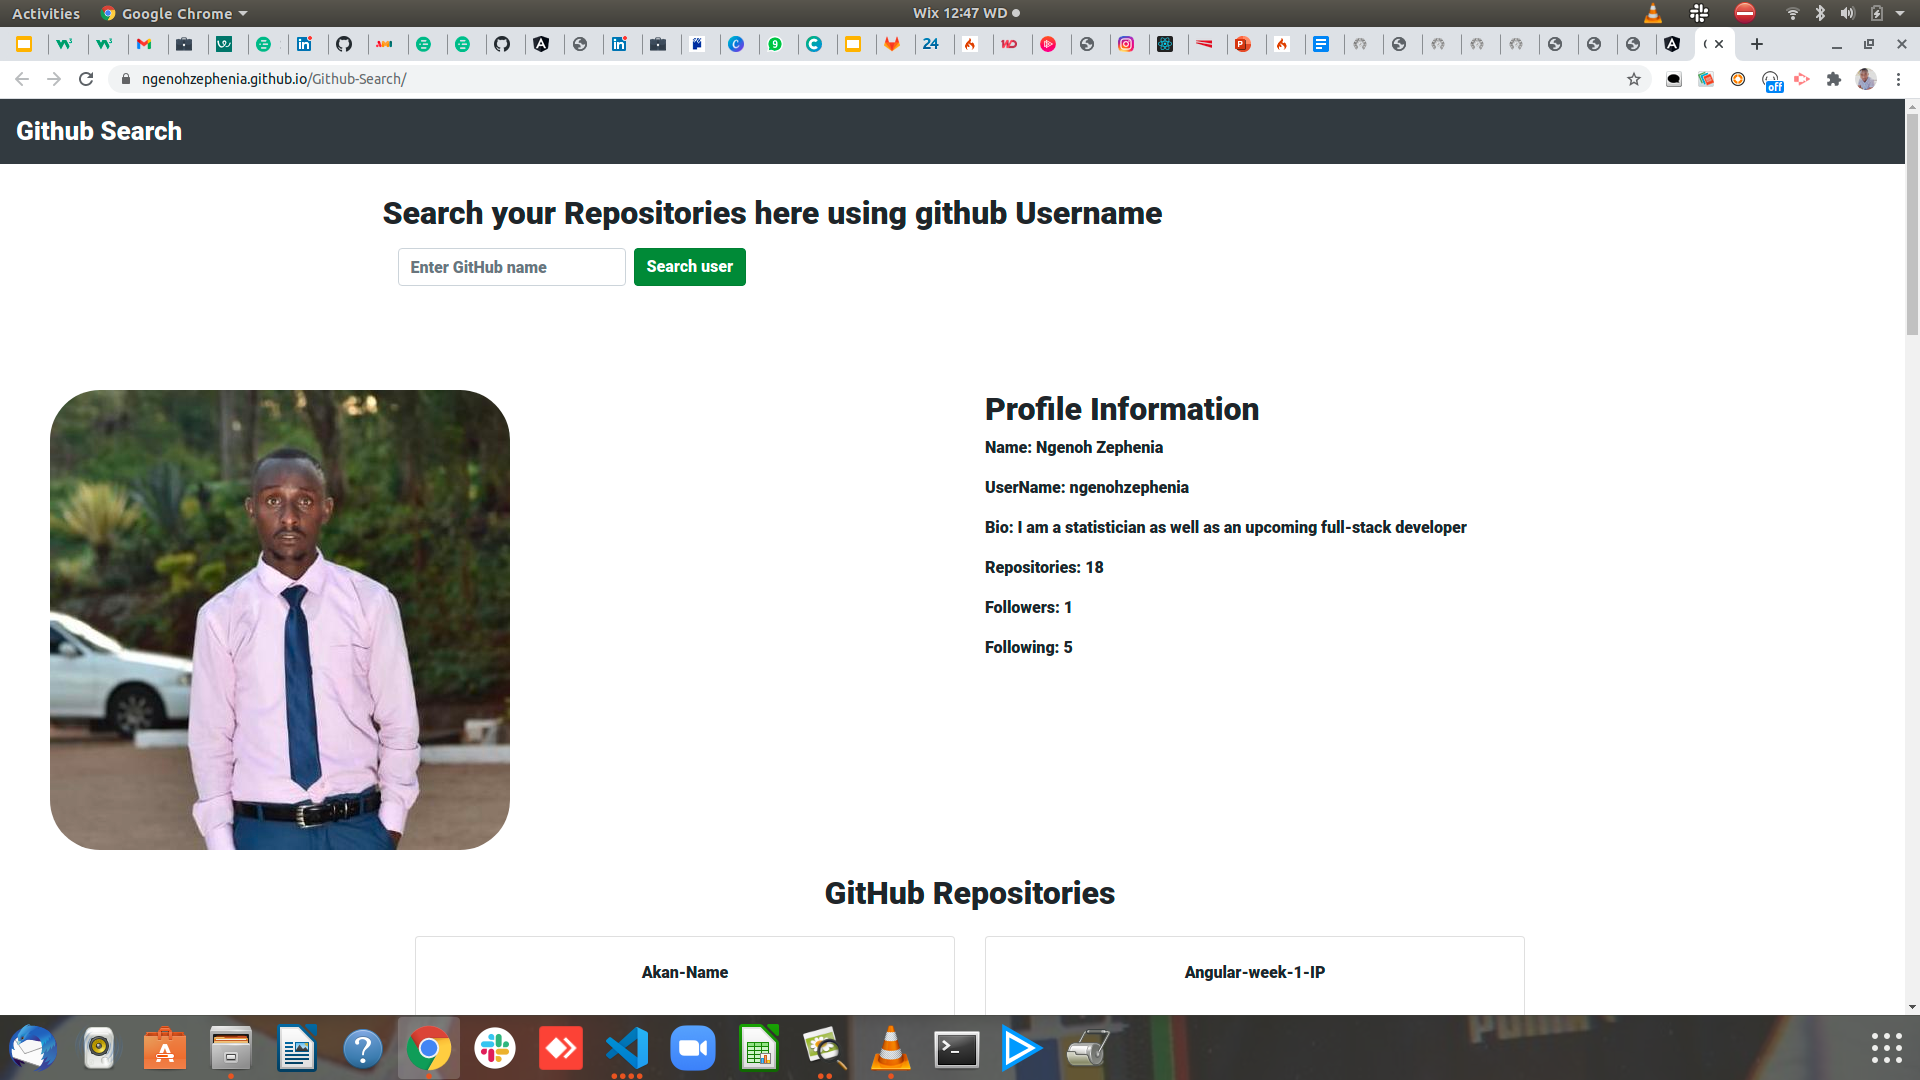 Activities Google Chrome Wix 12:47 WD
24
ngenohzephenia.github.io/Github-Search/
off
Github Search
Search your Repositories here using github Username
Enter GitHub name Search user
Profile Information
Name: Ngenoh Zephenia
UserName: ngenohzephenia
Bio: I am a statistician as well as an upcoming full-stack developer
Repositories: 18
Followers: 1
Following: 5
GitHub Repositories
Akan-Name Angular-week-1-IP